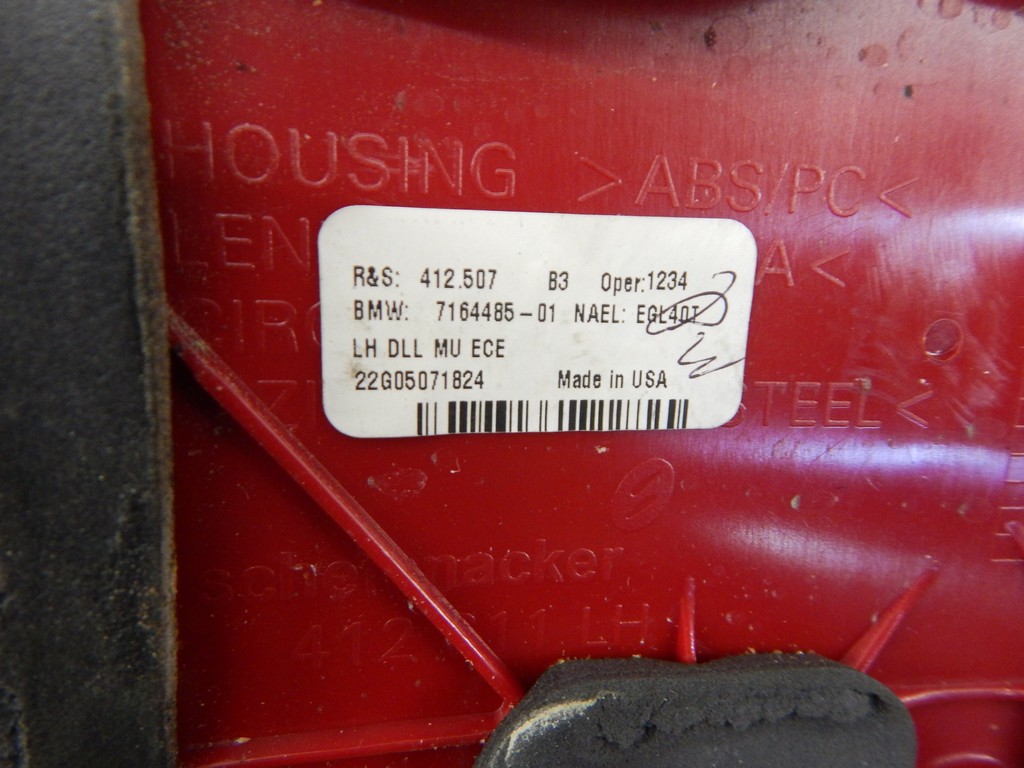 HOUSING >ABS/PC<
A<
R&S: 412.507 B3 Oper:1234
BMW: 7164485-01 NAEL: EGL40T
LH DLL MU ECE
22G05071824 Made in USA
STEEL<
LH